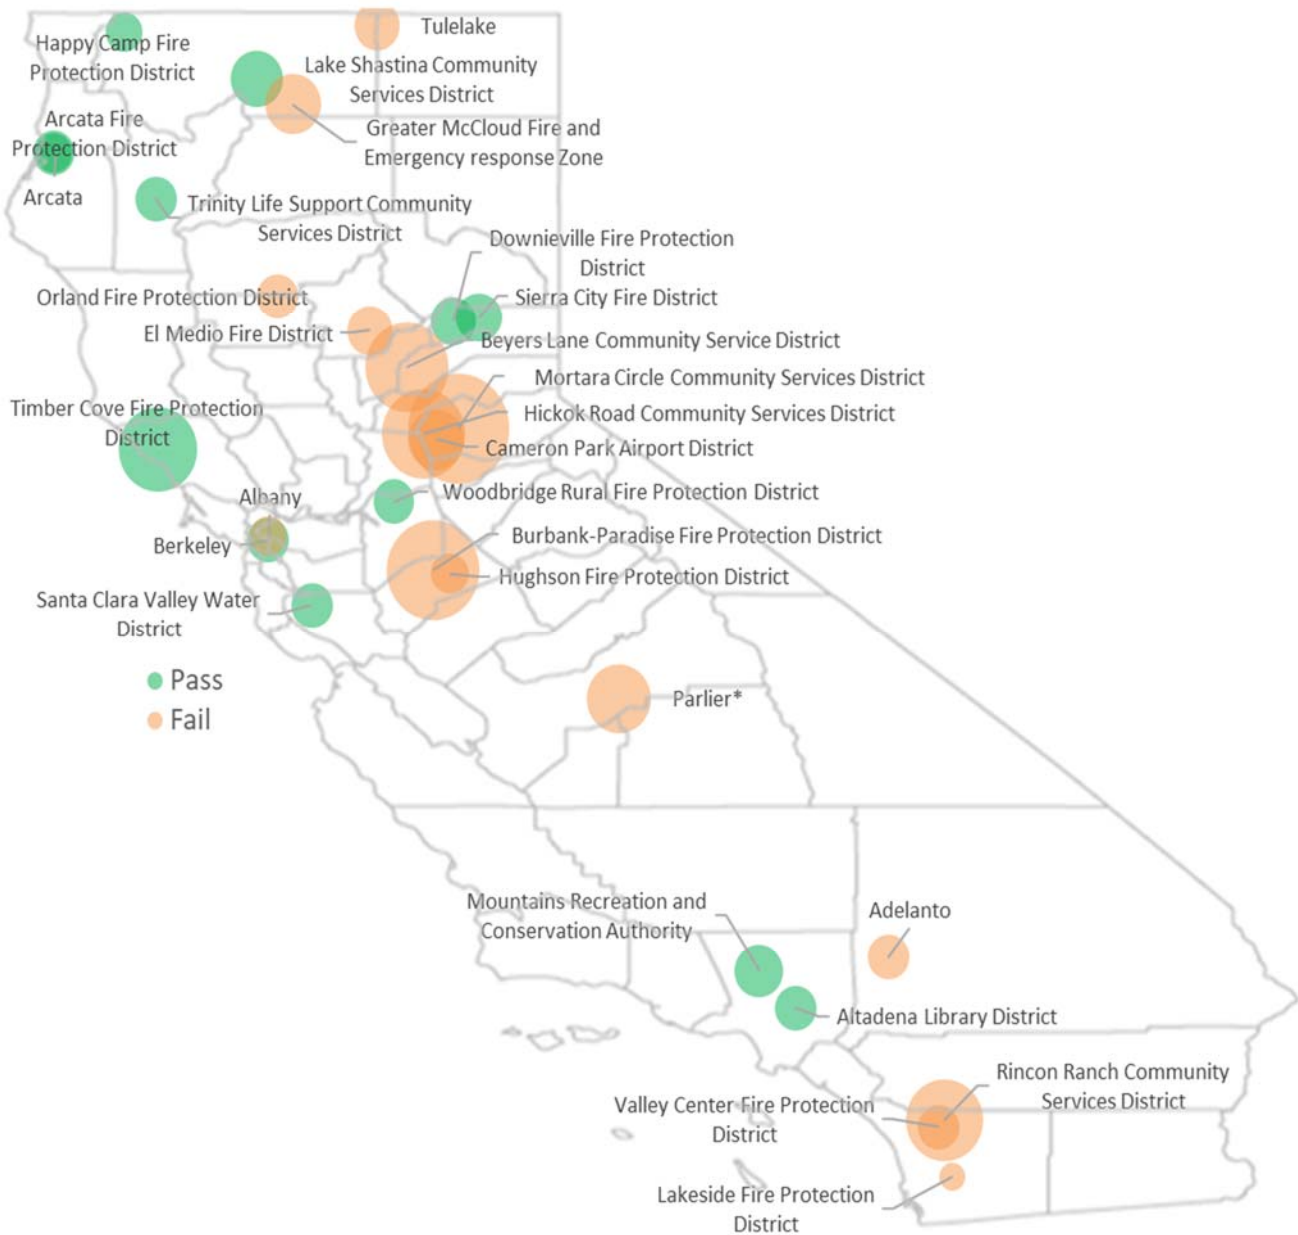 Tulelake
Happy Camp Fire
Protection District
Lake Shastina Community
Services District
Arcata Fire
Protection District
Greater McCloud Fire and
Emergency response Zone
Arcata
Trinity Life Support Community
Services District
Downieville Fire Protection
District
Orland Fire Protection District
Sierra City Fire District
El Medio Fire District
Beyers Lane Community Service District
Mortara Circle Community Services District
Timber Cove Fire Protection
District
Hickok Road Community Services District
Cameron Park Airport District
Albany
Woodbridge Rural Fire Protection District
Berkeley
Burbank-Paradise Fire Protection District
Hughson Fire Protection District
Santa Clara Valley Water
District
Pass
Fail
Parlier*
Mountains Recreation and
Conservation Authority
Adelanto
Altadena Library District
Rincon Ranch Community
Services District
Valley Center Fire Protection
District
Lakeside Fire Protection
District